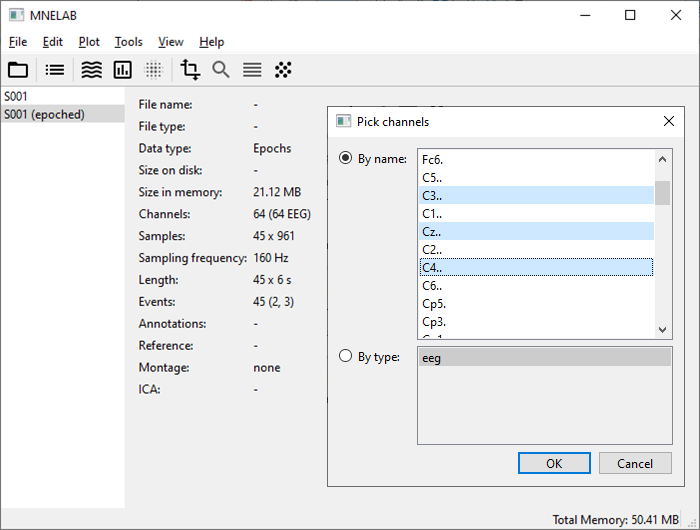 MNELAB
File Edit Plot Tools View Help
S001
S001 (epoched)
File name: -
File type: -
Data type: Epochs
Size on disk: -
Size in memory: 21.12 MB
Channels: 64 (64 EEG)
Samples: 45 x 961
Sampling frequency: 160 Hz
Length: 45 x 6 s
Events: 45 (2, 3)
Annotations: -
Reference: -
Montage: none
ICA: -
Pick channels
By name:
Fc6.
C5..
C3..
C1..
Cz..
C2..
C4..
C6..
Cp5.
Cp3.
By type:
eeg
OK Cancel
Total Memory: 50.41 MB